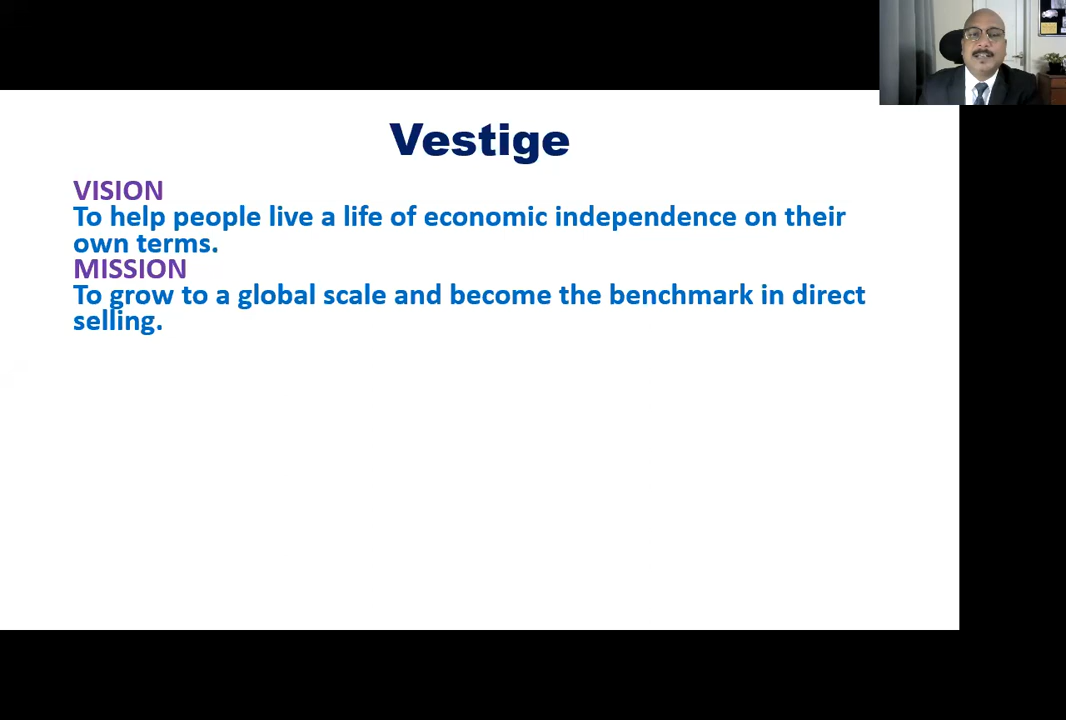 Vestige
VISION
To help people live a life of economic independence on their
own terms.
MISSION
To grow to a global scale and become the benchmark in direct
selling.